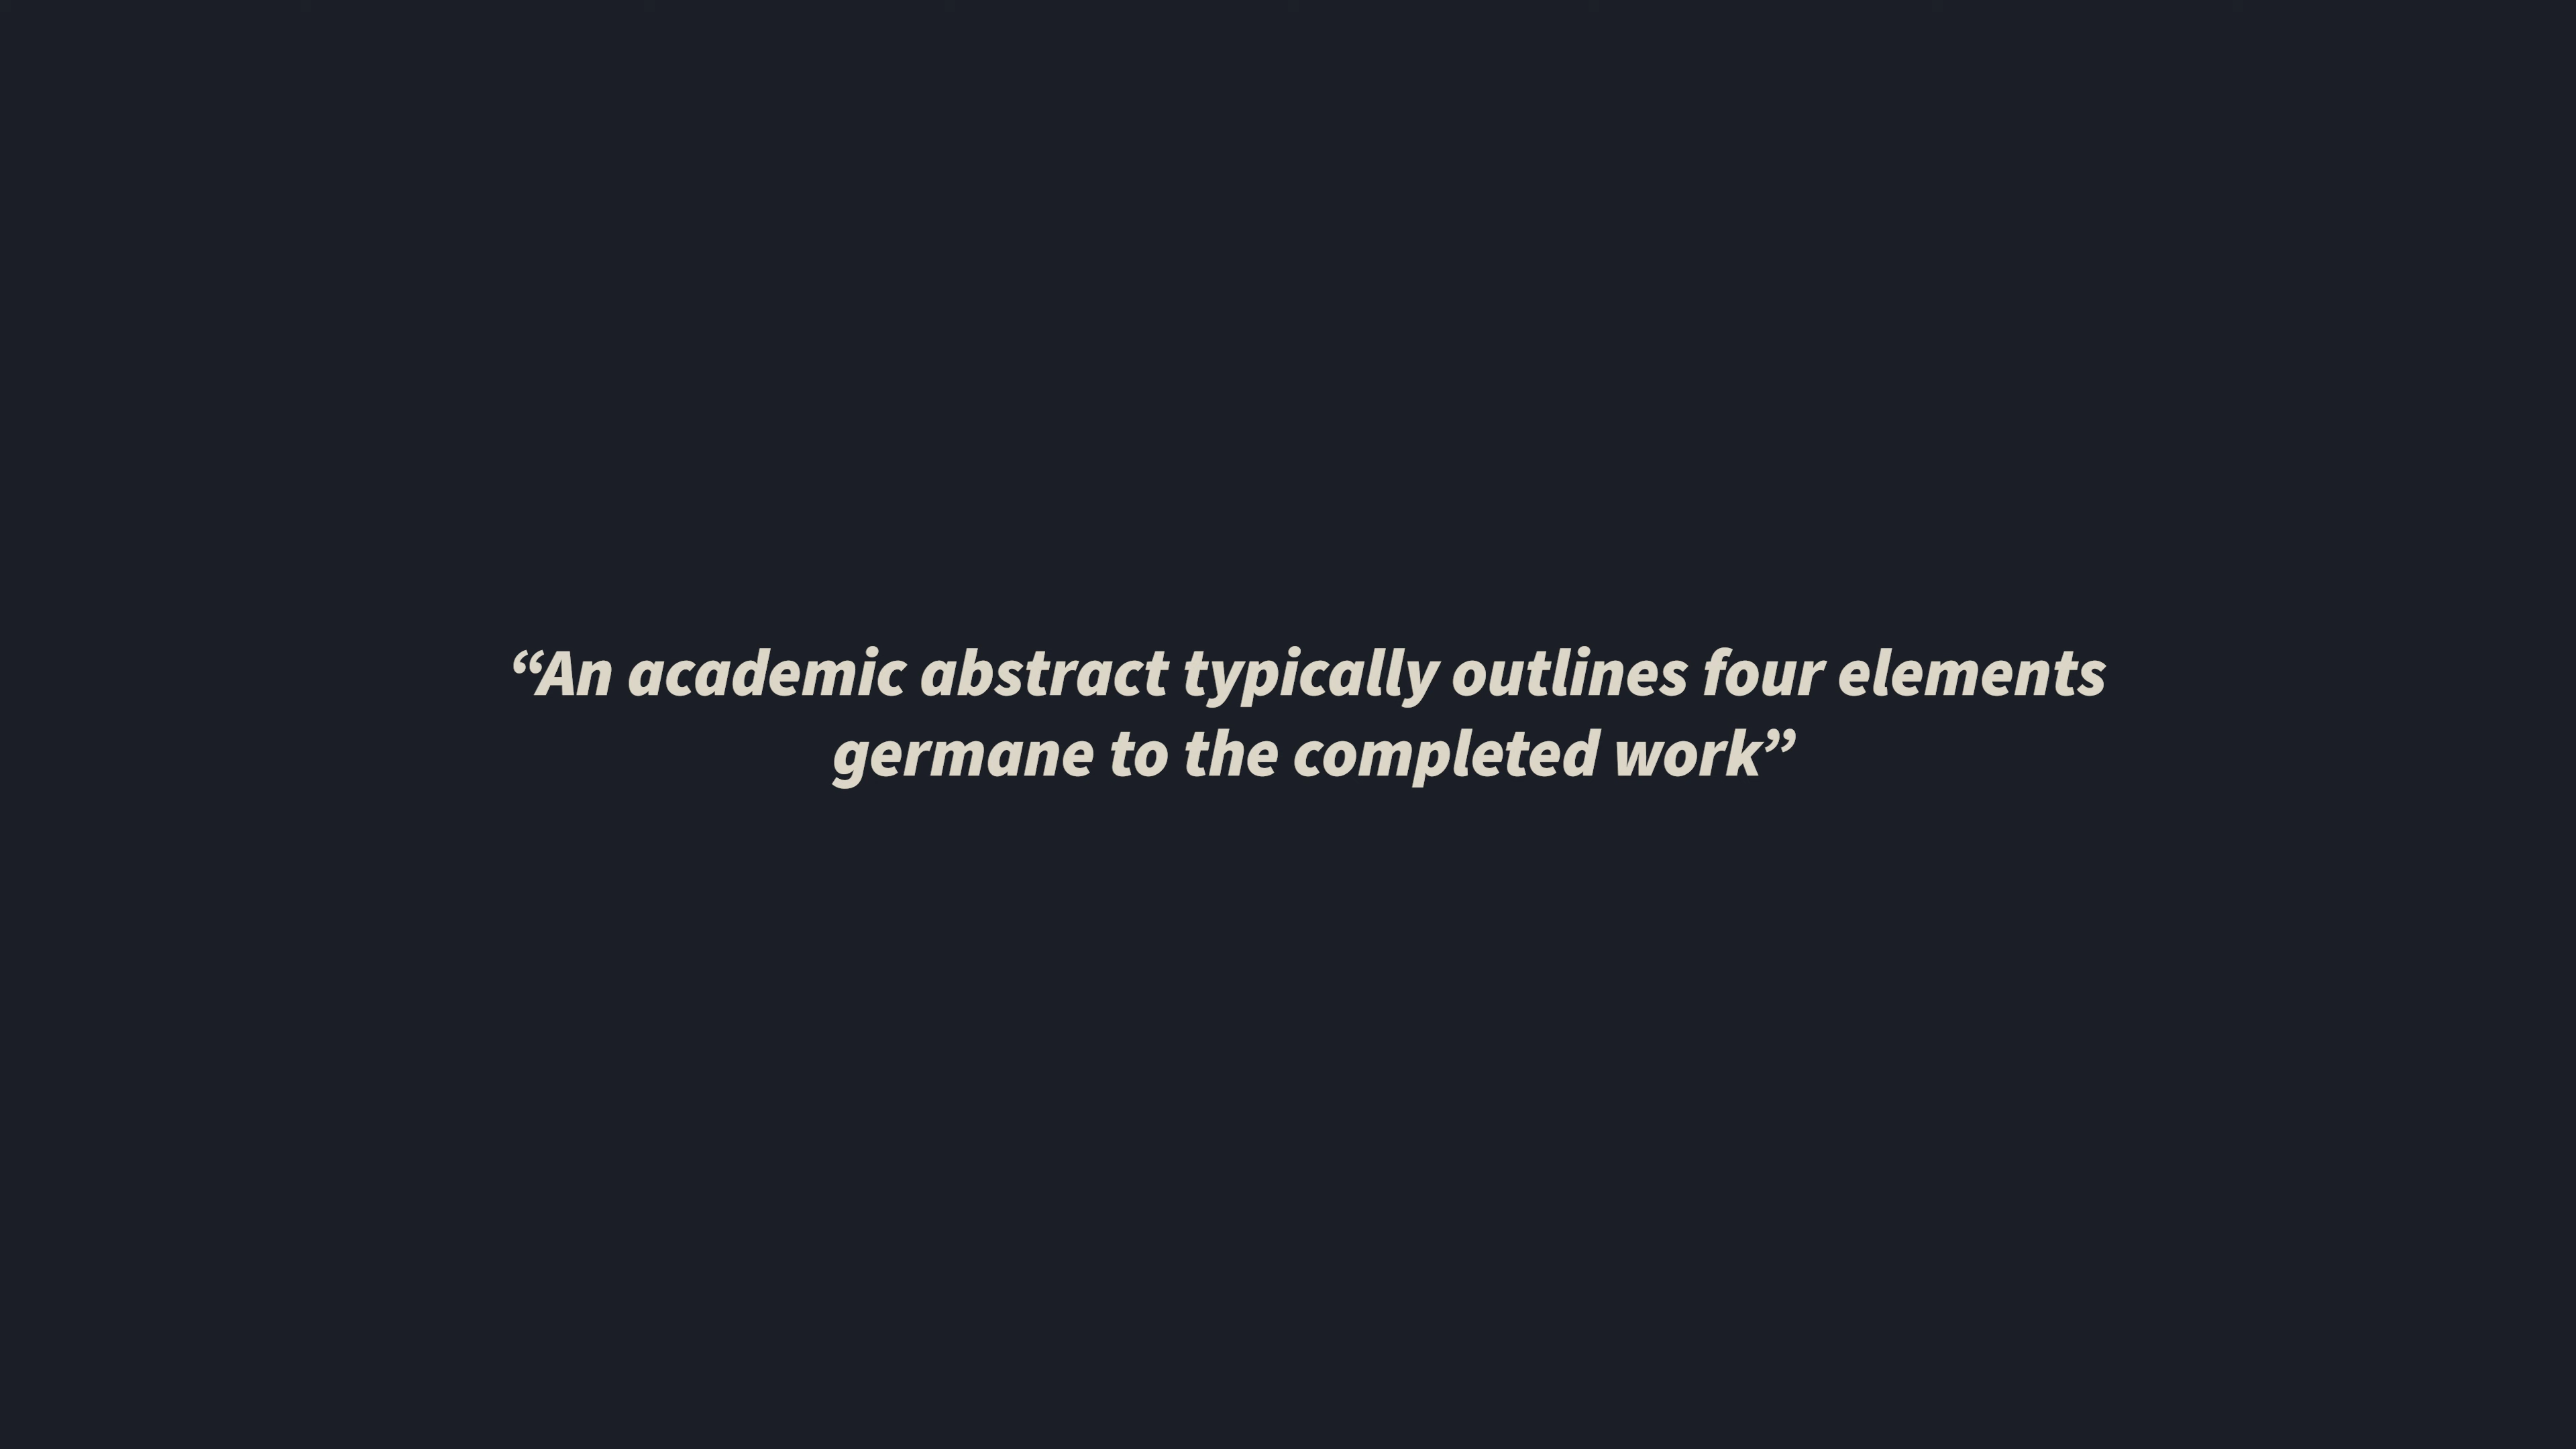 “An academic abstract typically outlines four elements
germane to the completed work”